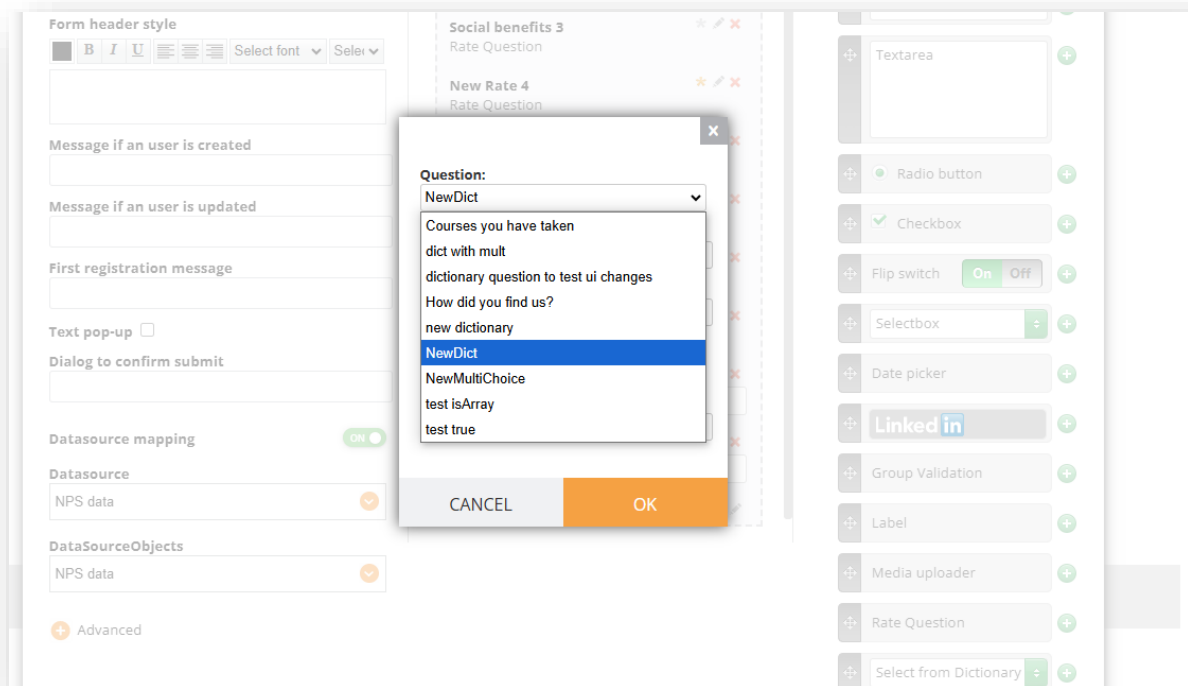 Form header style
B I U Select font Selec
Message if an user is created
Message if an user is updated
First registration message
Text pop-up
Dialog to confirm submit
Datasource mapping
ON
Datasource
NPS data
DataSourceObjects
NPS data
Advanced
Social benefits 3
Rate Question
New Rate 4
Rate Question
x
Question:
NewDict
Courses you have taken
dict with mult
dictionary question to test ui changes
How did you find us?
new dictionary
NewDict
NewMultiChoice
test isArray
test true
CANCEL
OK
Textarea
Radio button
Checkbox
Flip switch On Off
Selectbox
Date picker
Linked in
Group Validation
Label
Media uploader
Rate Question
Select from Dictionary